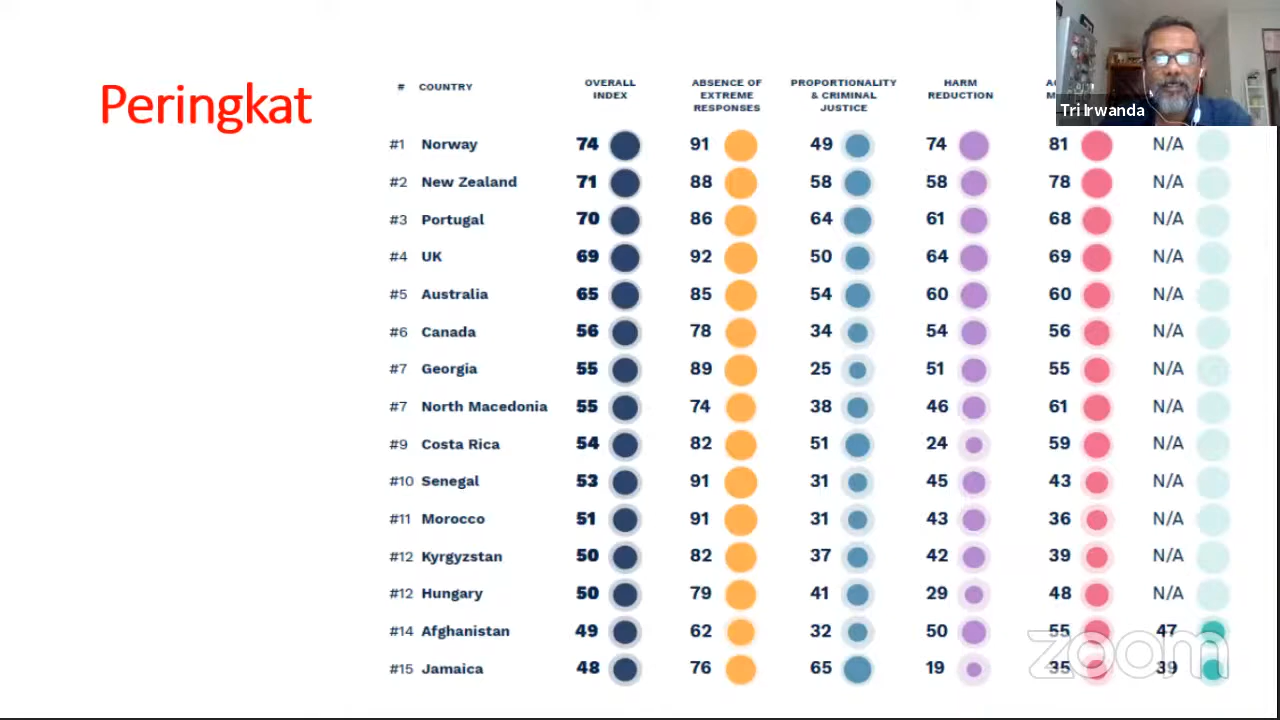 Peringkat
# COUNTRY OVERALL INDEX ABSENCE OF EXTREME RESPONSES PROPORTIONALITY & CRIMINAL JUSTICE HARM REDUCTION
Tri Irwanda
#1 Norway 74 91 49 74 81 N/A
#2 New Zealand 71 88 58 58 78 N/A
#3 Portugal 70 86 64 61 68 N/A
#4 UK 69 92 50 64 69 N/A
#5 Australia 65 85 54 60 60 N/A
#6 Canada 56 78 34 54 56 N/A
#7 Georgia 55 89 25 51 55 N/A
#7 North Macedonia 55 74 38 46 61 N/A
#9 Costa Rica 54 82 51 24 59 N/A
#10 Senegal 53 91 31 45 43 N/A
#11 Morocco 51 91 31 43 36 N/A
#12 Kyrgyzstan 50 82 37 42 39 N/A
#12 Hungary 50 79 41 29 48 N/A
#14 Afghanistan 49 62 32 50 55 47
#15 Jamaica 48 76 65 19 35 39
zoom